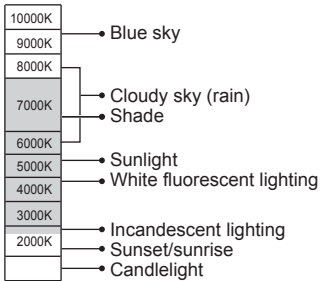 10000K
Blue sky
9000K
8000K
Cloudy sky (rain)
7000K
Shade
6000K
Sunlight
5000K
White fluorescent lighting
4000K
3000K
Incandescent lighting
2000K
Sunset/sunrise
Candlelight